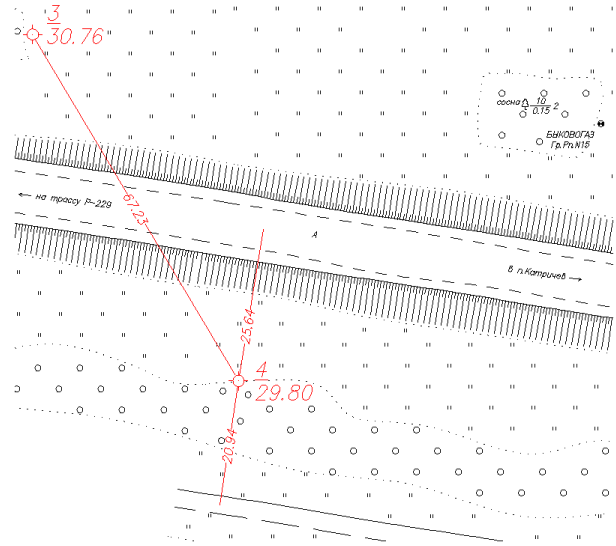 3
30.76
сосна 10 2
0.15
БЫКОВОГАЗ
Гр.Рп.N15
на трассу Р-229
67.23
А
в п.Катричев
25.64
4
29.80
20.94